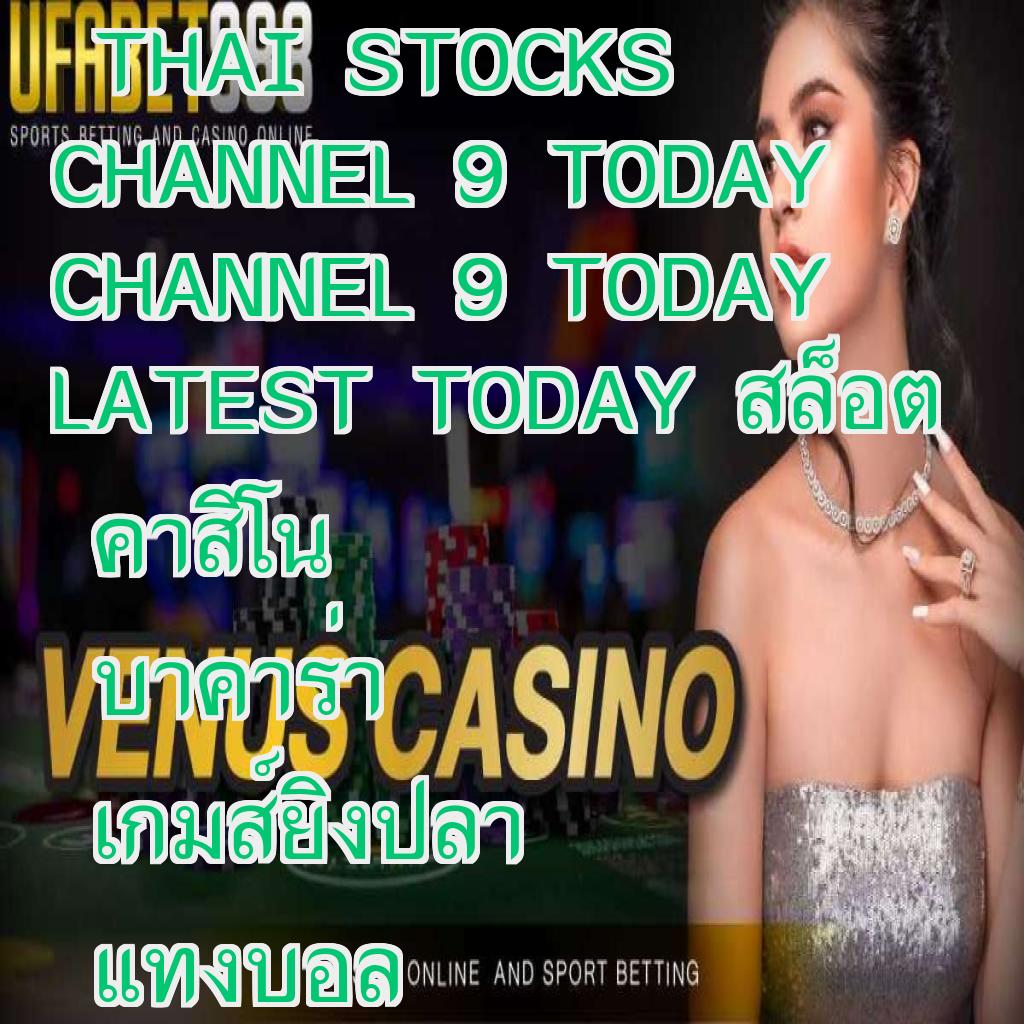 UFABET888
THAI STOCKS
SPORTS BETTING AND CASINO ONLINE
CHANNEL 9 TODAY
CHANNEL 9 TODAY
LATEST TODAY สล็อต
คาสิโน
บาคาร่า
VENUS CASINO
เกมส์ยิงปลา
แทงบอล
ONLINE AND SPORT BETTING